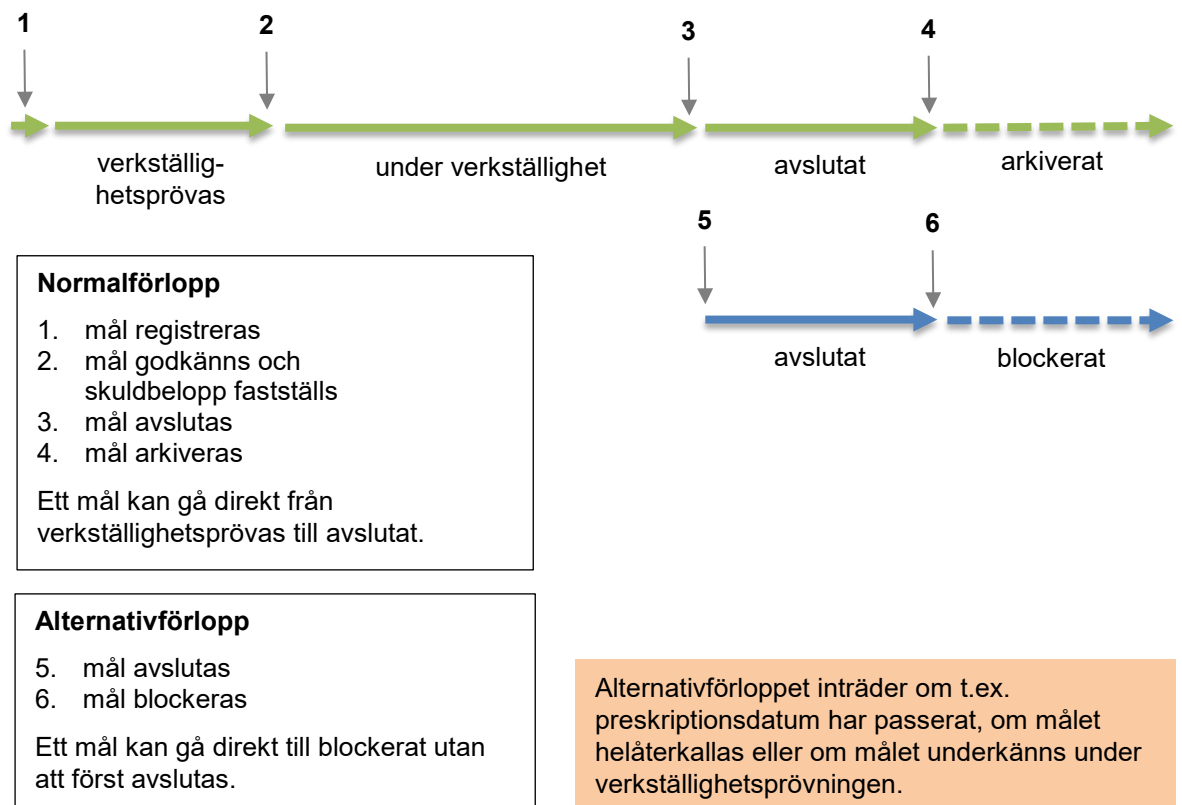 1
2
3
4
verkställig-
hetsprövas
under verkställighet
avslutat
arkiverat
5
6
avslutat
blockerat
Normalförlopp
1. mål registreras
2. mål godkänns och
skuldbelopp fastställs
3. mål avslutas
4. mål arkiveras
Ett mål kan gå direkt från
verkställighetsprövas till avslutat.
Alternativförlopp
5. mål avslutas
6. mål blockeras
Ett mål kan gå direkt till blockerat utan
att först avslutas.
Alternativförloppet inträder om t.ex.
preskriptionsdatum har passerat, om målet
helåterkallas eller om målet underkänns under
verkställighetsprövningen.